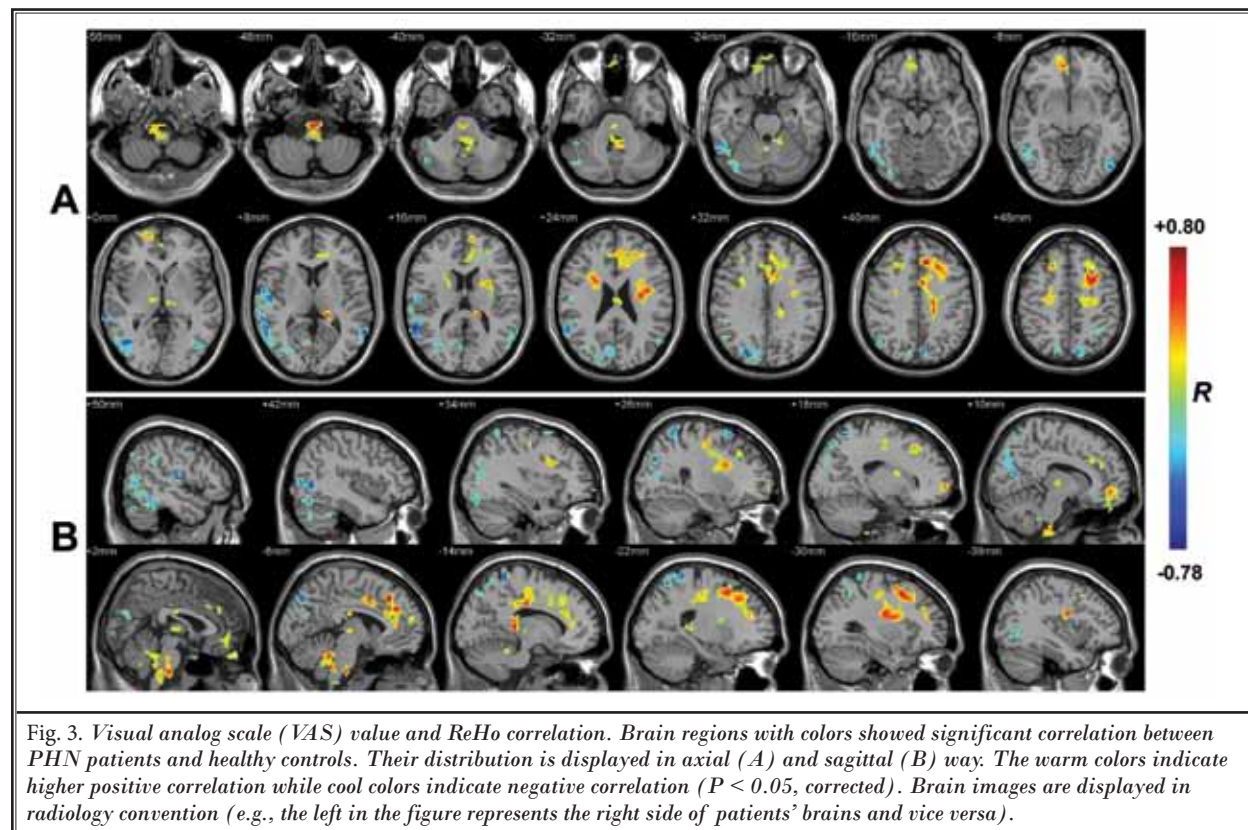 -56mm -48mm -40mm -32mm -24mm -16mm -8mm
A
+0mm +8mm +16mm +24mm +32mm +40mm +48mm
+0.80
R
-0.78
+50mm +42mm +34mm +26mm +18mm +10mm
B
+2mm -6mm -14mm -22mm -30mm -38mm
Fig. 3. Visual analog scale (VAS) value and ReHo correlation. Brain regions with colors showed significant correlation between
PHN patients and healthy controls. Their distribution is displayed in axial (A) and sagittal (B) way. The warm colors indicate
higher positive correlation while cool colors indicate negative correlation (P < 0.05, corrected). Brain images are displayed in
radiology convention (e.g., the left in the figure represents the right side of patients' brains and vice versa).